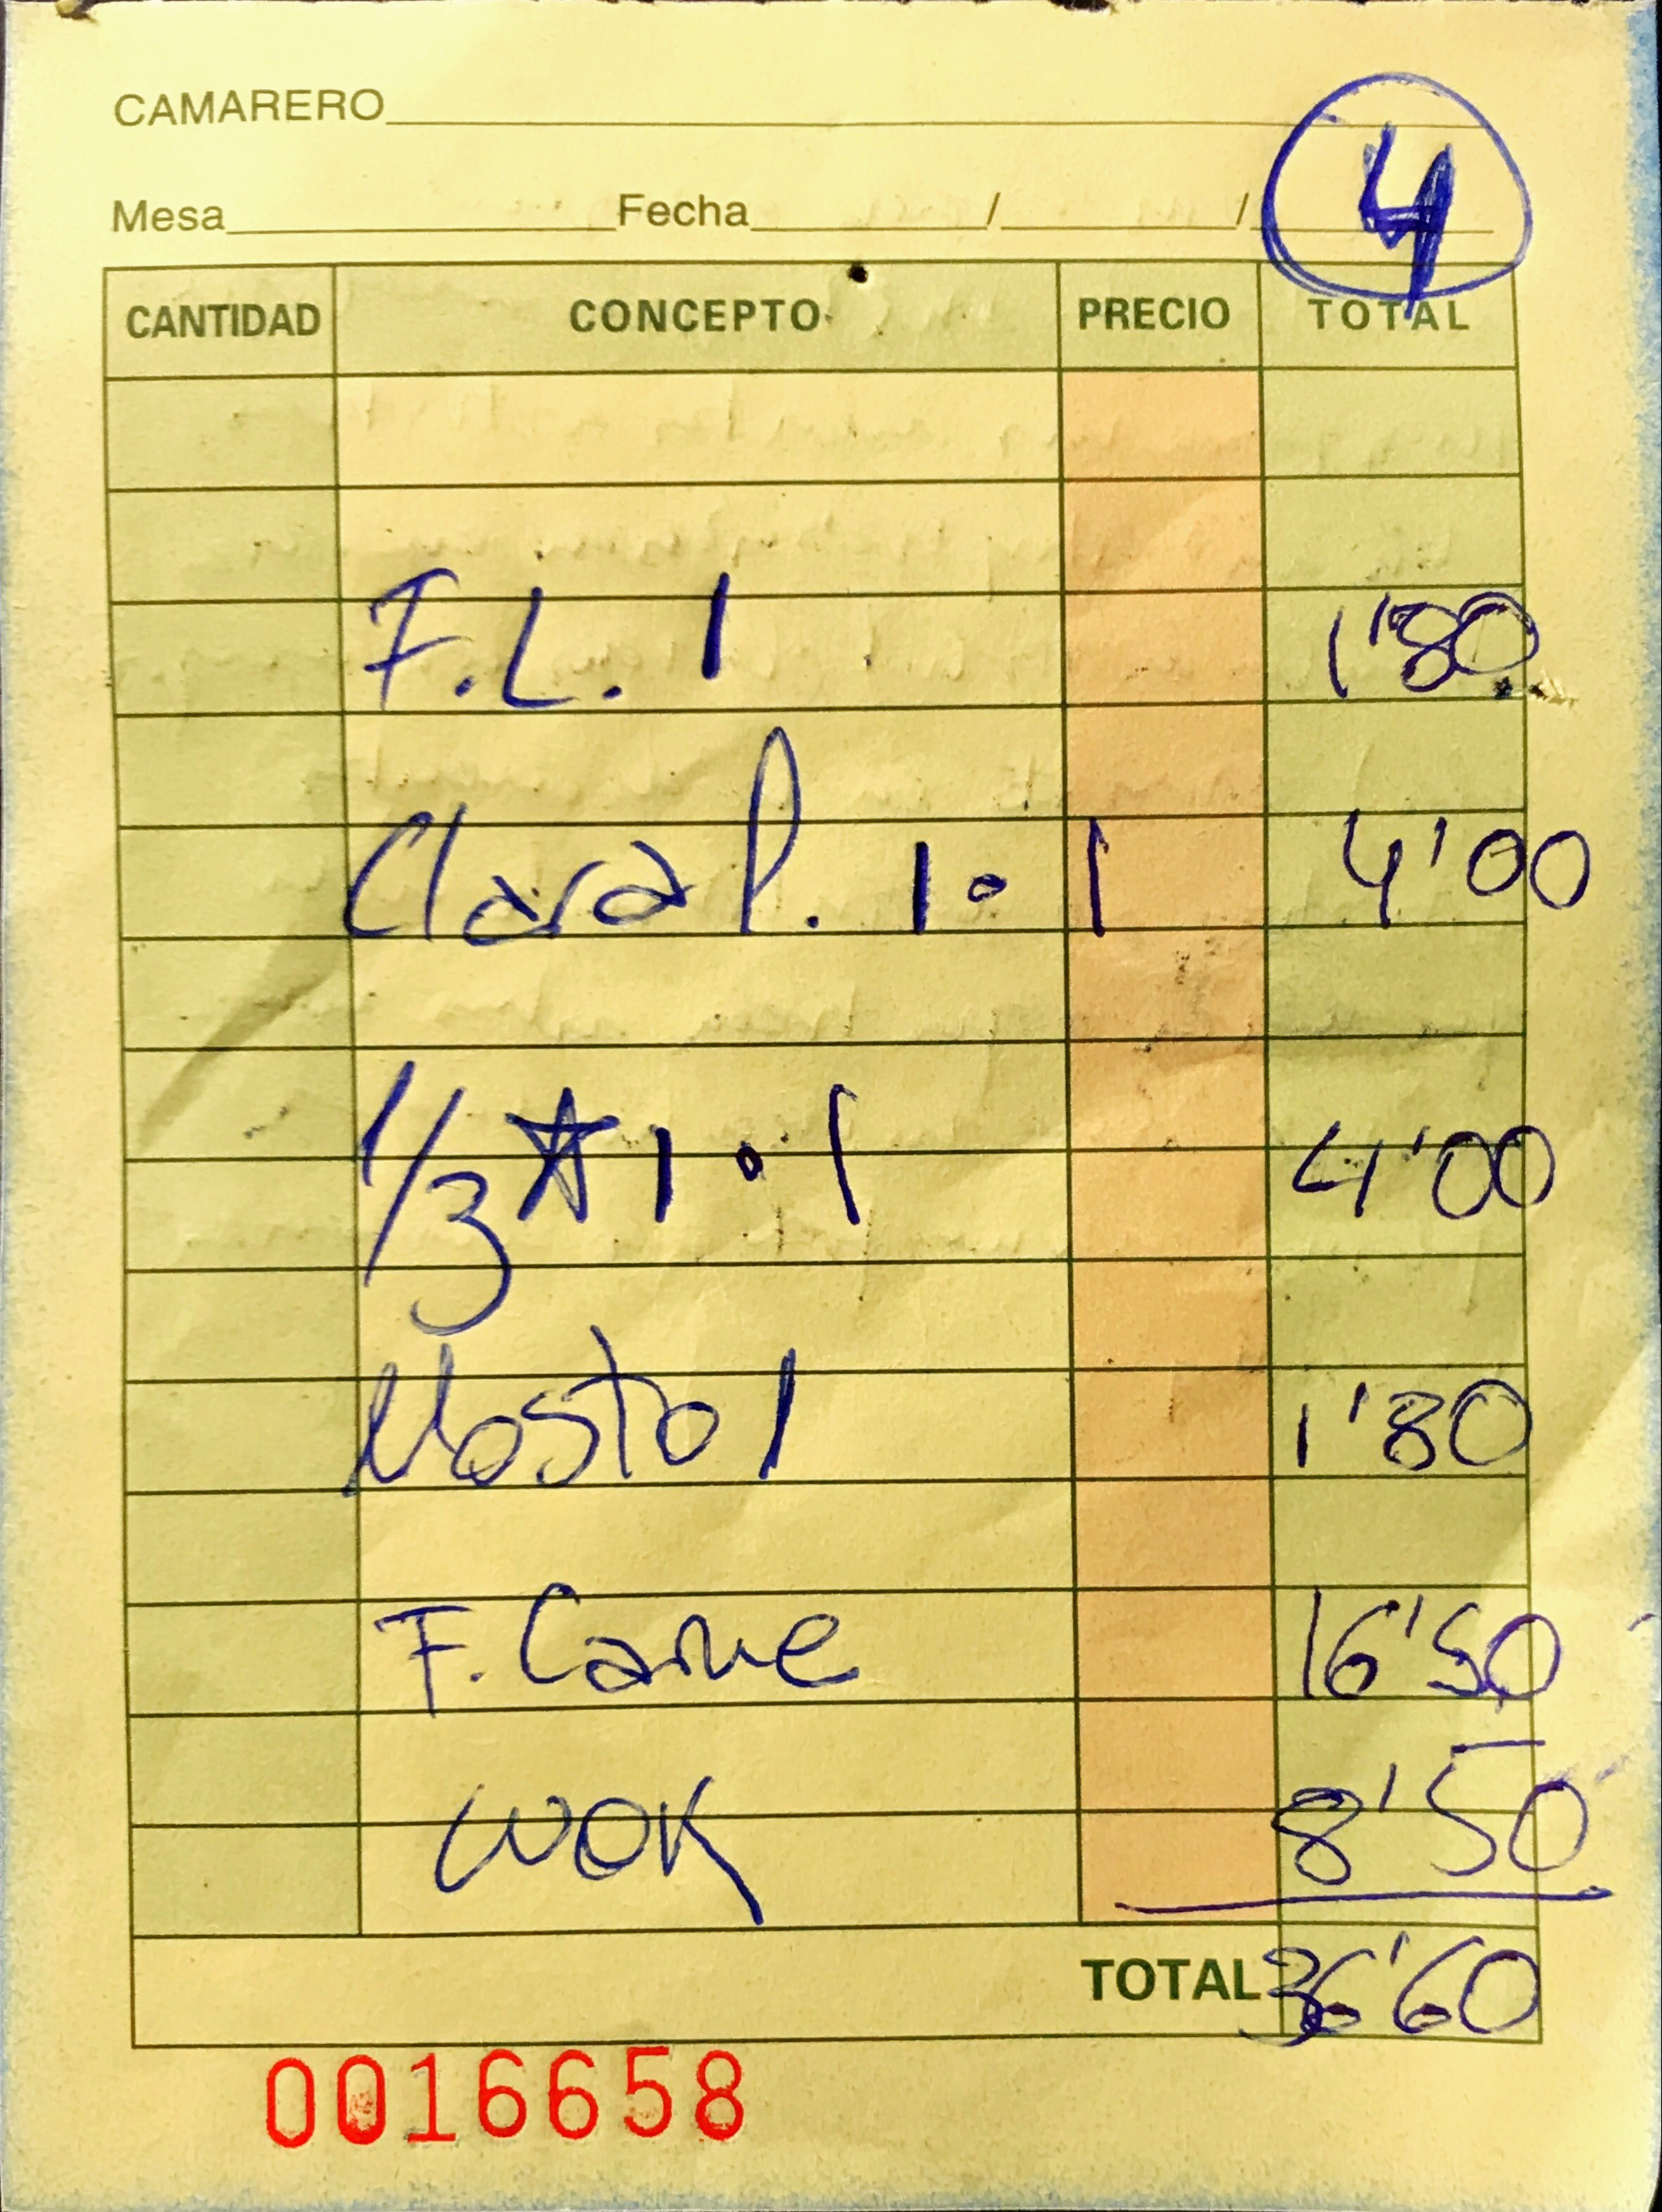 4
CAMARERO
Mesa Fecha / /
CANTIDAD CONCEPTO PRECIO TOTAL
F.L. 1 1'80
Clara P. 1 · 1 4'00
1/3 ☆ 1 · 1 4'00
Mosto 1 1'80
F. Carne 16'50
WOK 8'50
TOTAL 36'60
0016658